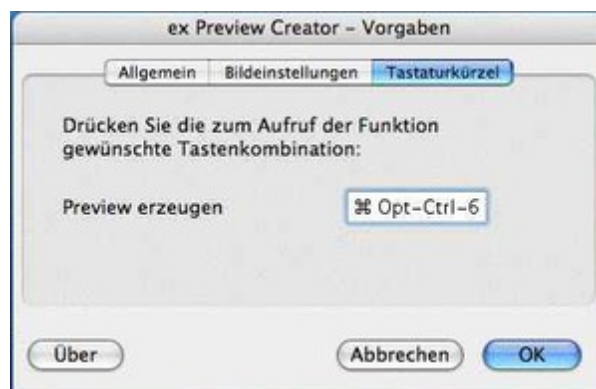 ex Preview Creator – Vorgaben
Allgemein Bildeinstellungen Tastaturkürzel
Drücken Sie die zum Aufruf der Funktion
gewünschte Tastenkombination:
Preview erzeugen ⌘ Opt-Ctrl-6
Über Abbrechen OK